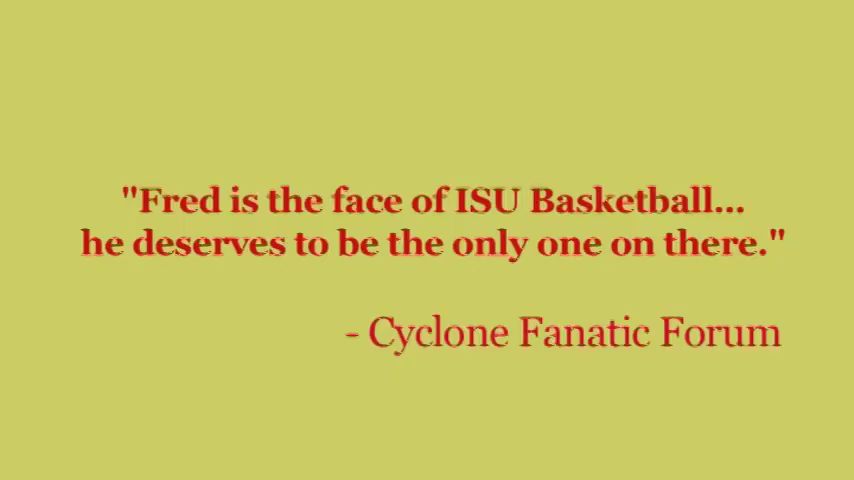 "Fred is the face of ISU Basketball...
he deserves to be the only one on there."
- Cyclone Fanatic Forum